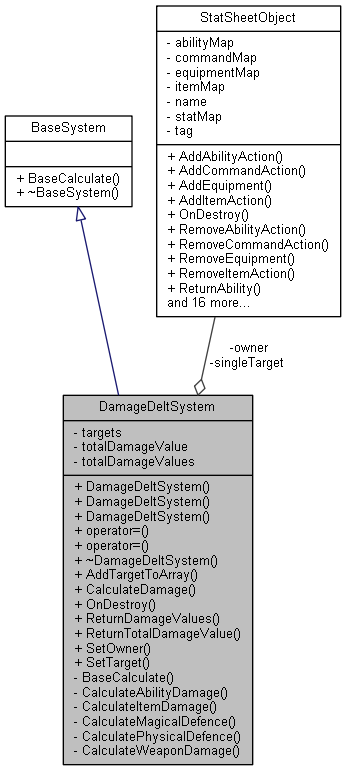 StatSheetObject
- abilityMap
- commandMap
- equipmentMap
- itemMap
- name
- statMap
- tag
+ AddAbilityAction()
+ AddCommandAction()
+ AddEquipment()
+ AddItemAction()
+ OnDestroy()
+ RemoveAbilityAction()
+ RemoveCommandAction()
+ RemoveEquipment()
+ RemoveItemAction()
+ ReturnAbility()
and 16 more...
BaseSystem
+ BaseCalculate()
+ ~BaseSystem()
-owner
-singleTarget
DamageDeltSystem
- targets
- totalDamageValue
- totalDamageValues
+ DamageDeltSystem()
+ DamageDeltSystem()
+ DamageDeltSystem()
+ operator=()
+ operator=()
+ ~DamageDeltSystem()
+ AddTargetToArray()
+ CalculateDamage()
+ OnDestroy()
+ ReturnDamageValues()
+ ReturnTotalDamageValue()
+ SetOwner()
+ SetTarget()
- BaseCalculate()
- CalculateAbilityDamage()
- CalculateItemDamage()
- CalculateMagicalDefence()
- CalculatePhysicalDefence()
- CalculateWeaponDamage()